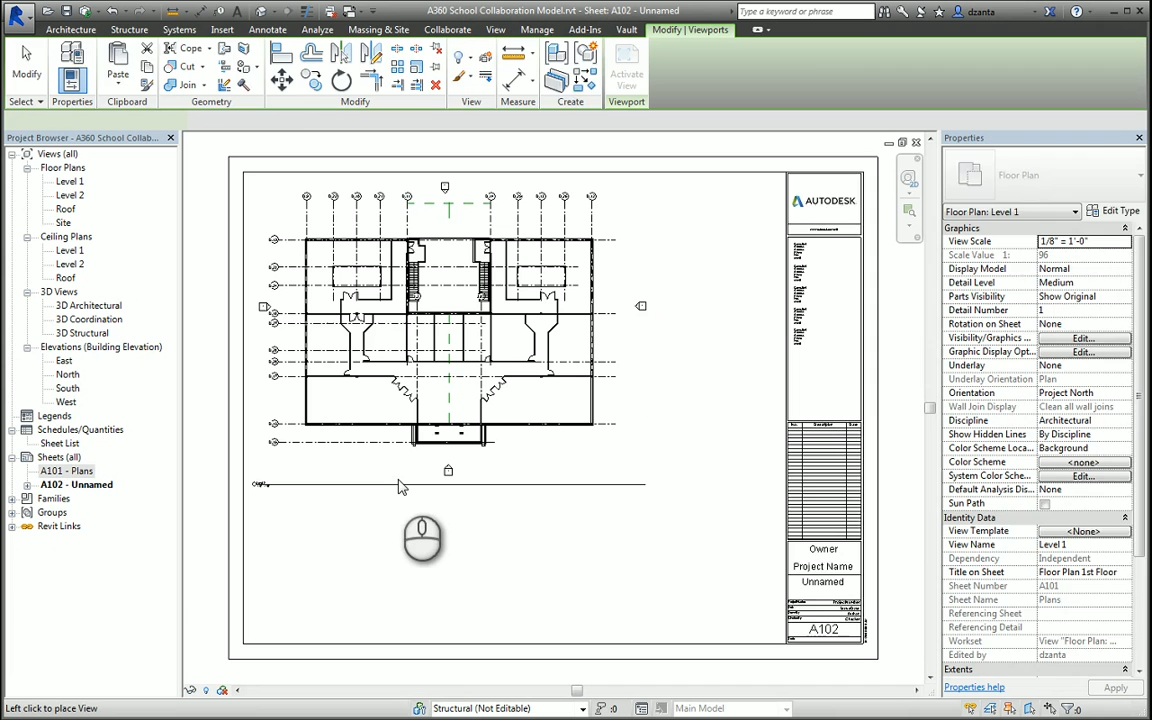 A360 School Collaboration Model.rvt - Sheet: A102 - Unnamed
Type a keyword or phrase
dzanta
Architecture Structure Systems Insert Annotate Analyze Massing & Site Collaborate View Manage Add-Ins Vault Modify | Viewports
Modify
Properties
Paste
Cope
Cut
Join
Activate
View
Select Properties Clipboard Geometry Modify View Measure Create Viewport
Project Browser - A360 School Collab...
Views (all)
Floor Plans
Level 1
Level 2
Roof
Site
Ceiling Plans
Level 1
Level 2
Roof
3D Views
3D Architectural
3D Coordination
3D Structural
Elevations (Building Elevation)
East
North
South
West
Legends
Schedules/Quantities
Sheet List
Sheets (all)
A101 - Plans
A102 - Unnamed
Families
Groups
Revit Links
2D
AUTODESK
Owner
Project Name
Unnamed
A102
Properties
Floor Plan
Floor Plan: Level 1
Edit Type
Graphics
View Scale 1/8" = 1'-0"
Scale Value 1: 96
Display Model Normal
Detail Level Medium
Parts Visibility Show Original
Detail Number 1
Rotation on Sheet None
Visibility/Graphics ... Edit...
Graphic Display Opt... Edit...
Underlay None
Underlay Orientation Plan
Orientation Project North
Wall Join Display Clean all wall joins
Discipline Architectural
Show Hidden Lines By Discipline
Color Scheme Loca... Background
Color Scheme <none>
System Color Sche... Edit...
Default Analysis Dis... None
Sun Path
Identity Data
View Template <None>
View Name Level 1
Dependency Independent
Title on Sheet Floor Plan 1st Floor
Sheet Number A101
Sheet Name Plans
Referencing Sheet
Referencing Detail
Workset View "Floor Plan: ...
Edited by dzanta
Extents
Properties help
Apply
Left click to place View
Structural (Not Editable)
:0
Main Model
:0